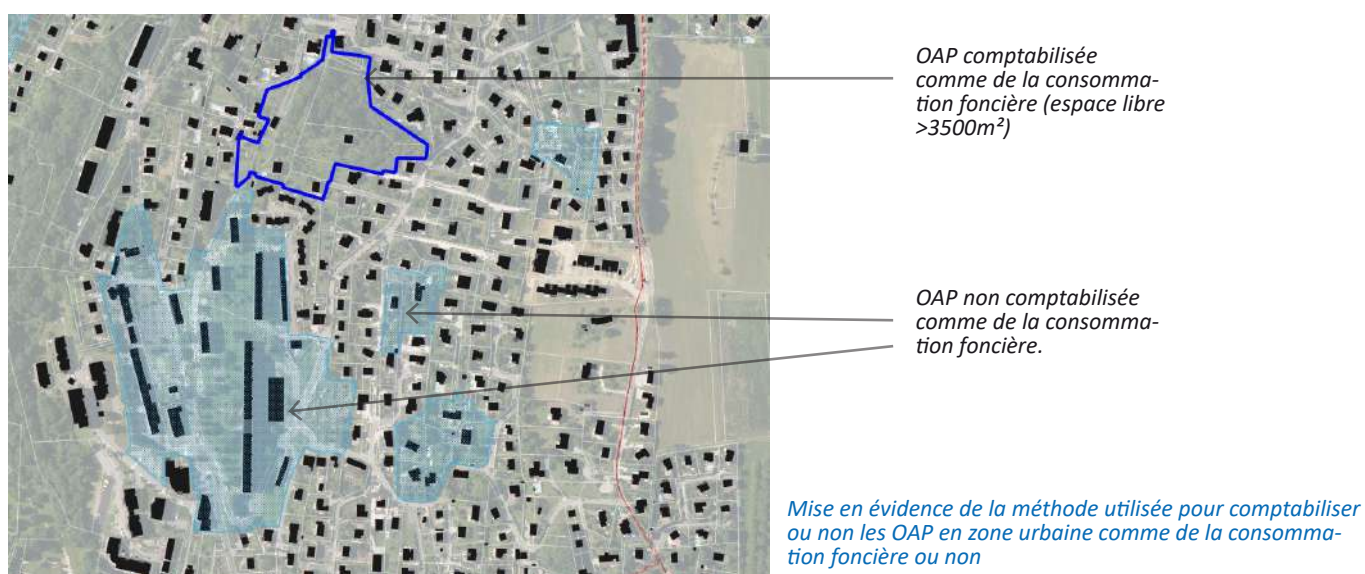 OAP comptabilisée
comme de la consomma-
tion foncière (espace libre
>3500m²)
OAP non comptabilisée
comme de la consomma-
tion foncière.
Mise en évidence de la méthode utilisée pour comptabiliser
ou non les OAP en zone urbaine comme de la consomma-
tion foncière ou non